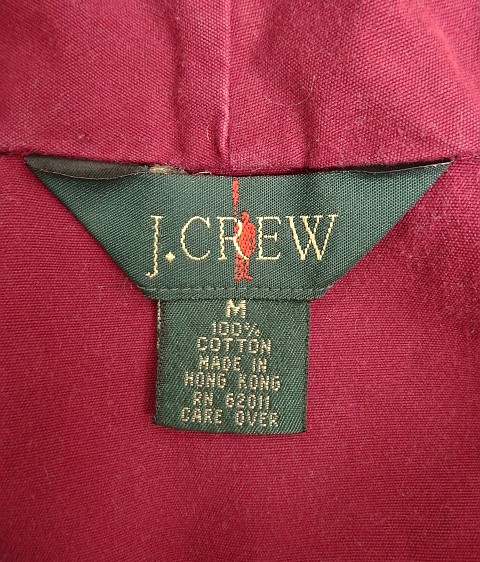 J.CREW
M
100%
COTTON
MADE IN
HONG KONG
RN 62011
CARE OVER